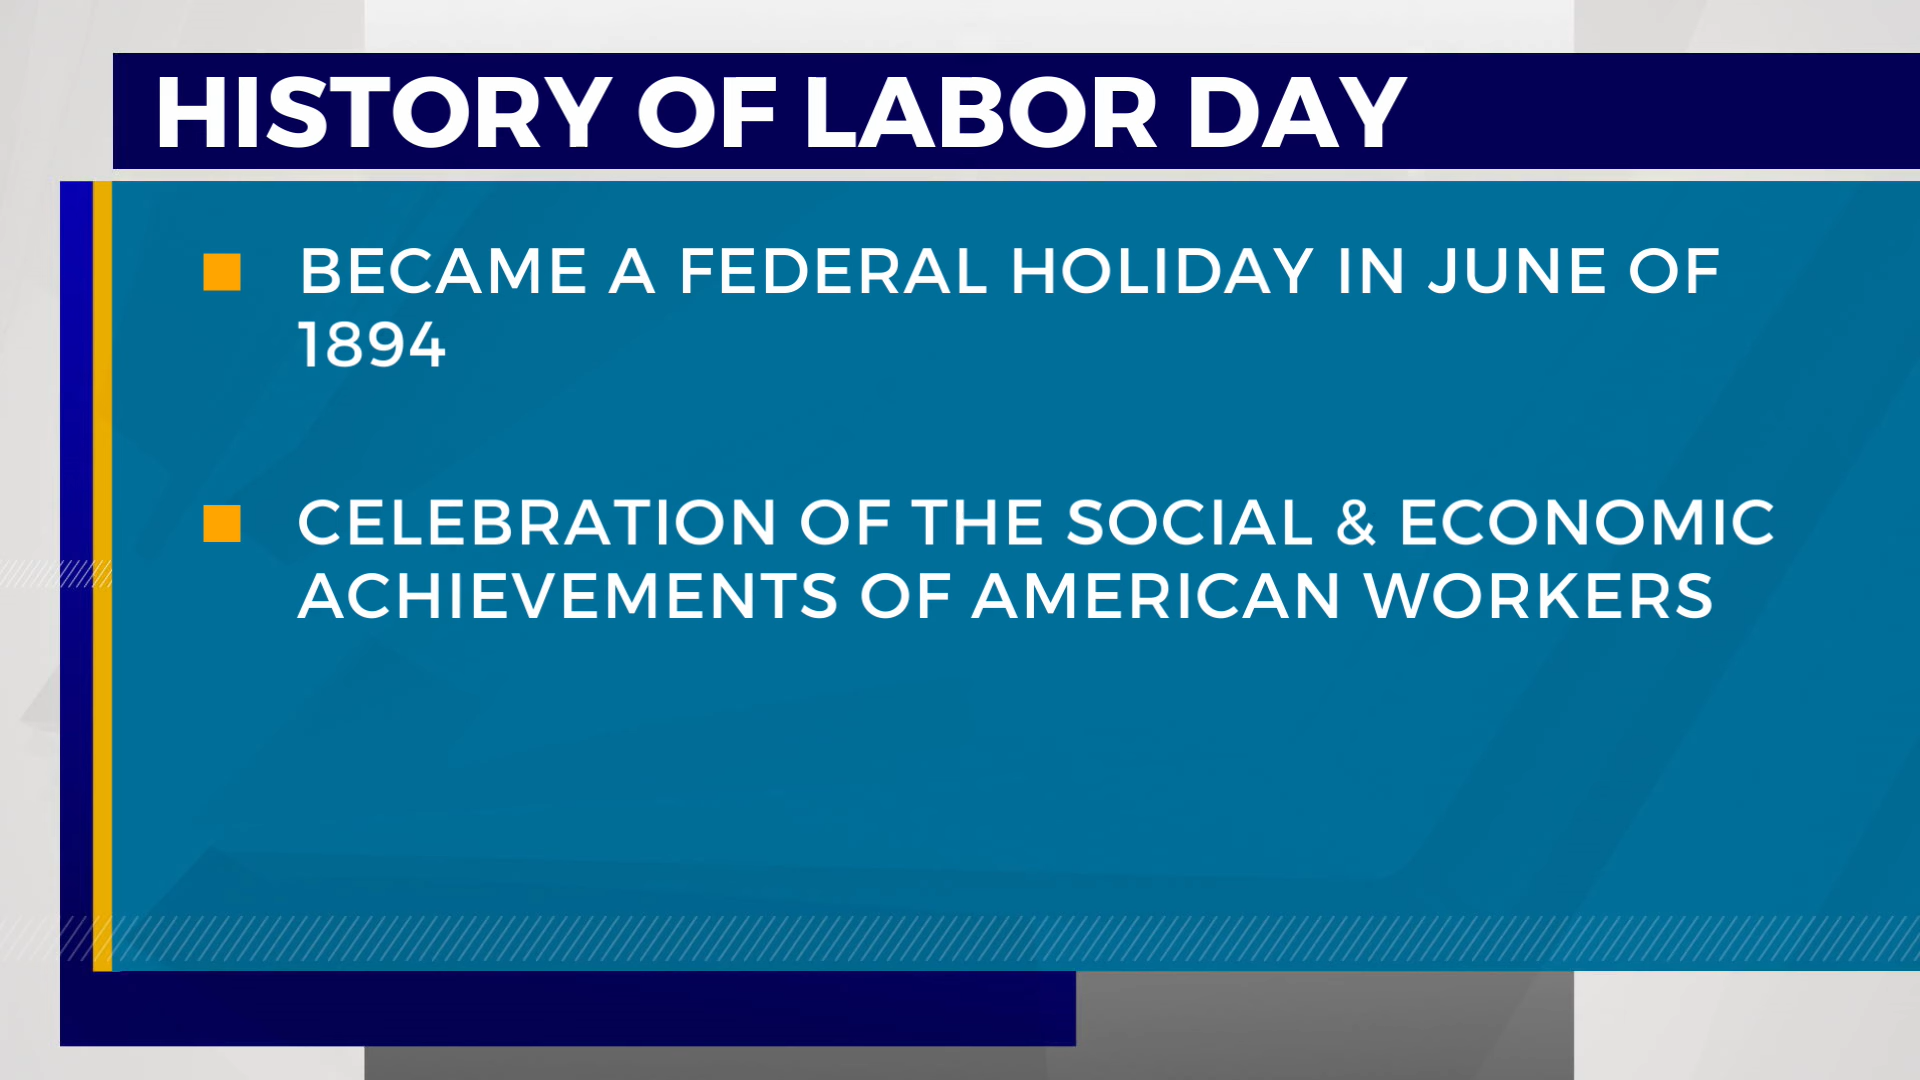 HISTORY OF LABOR DAY
BECAME A FEDERAL HOLIDAY IN JUNE OF
1894
CELEBRATION OF THE SOCIAL & ECONOMIC
ACHIEVEMENTS OF AMERICAN WORKERS